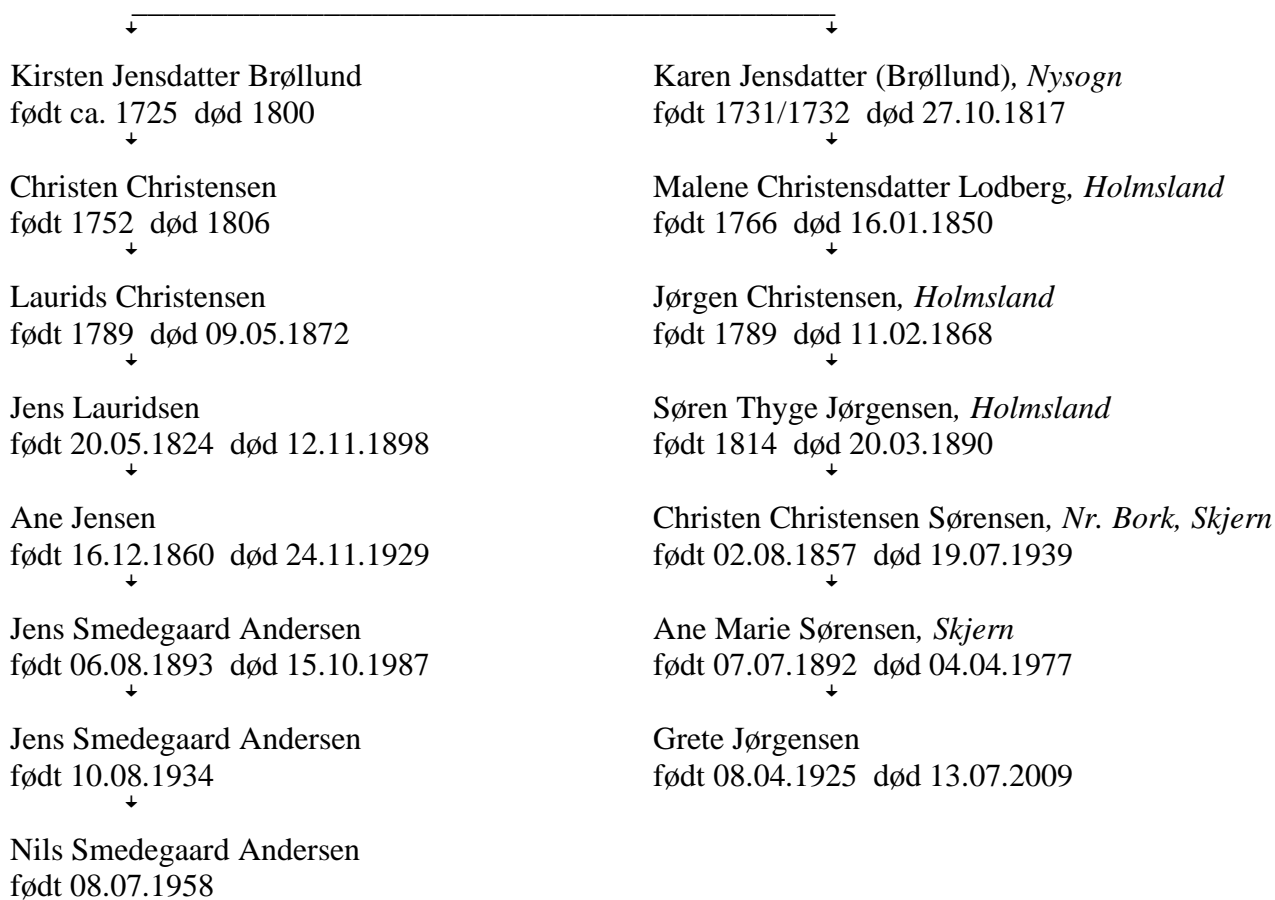 Kirsten Jensdatter Brøllund
født ca. 1725 død 1800
Christen Christensen
født 1752 død 1806
Laurids Christensen
født 1789 død 09.05.1872
Jens Lauridsen
født 20.05.1824 død 12.11.1898
Ane Jensen
født 16.12.1860 død 24.11.1929
Jens Smedegaard Andersen
født 06.08.1893 død 15.10.1987
Jens Smedegaard Andersen
født 10.08.1934
Nils Smedegaard Andersen
født 08.07.1958
Karen Jensdatter (Brøllund), Nysogn
født 1731/1732 død 27.10.1817
Malene Christensdatter Lodberg, Holmsland
født 1766 død 16.01.1850
Jørgen Christensen, Holmsland
født 1789 død 11.02.1868
Søren Thyge Jørgensen, Holmsland
født 1814 død 20.03.1890
Christen Christensen Sørensen, Nr. Bork, Skjern
født 02.08.1857 død 19.07.1939
Ane Marie Sørensen, Skjern
født 07.07.1892 død 04.04.1977
Grete Jørgensen
født 08.04.1925 død 13.07.2009